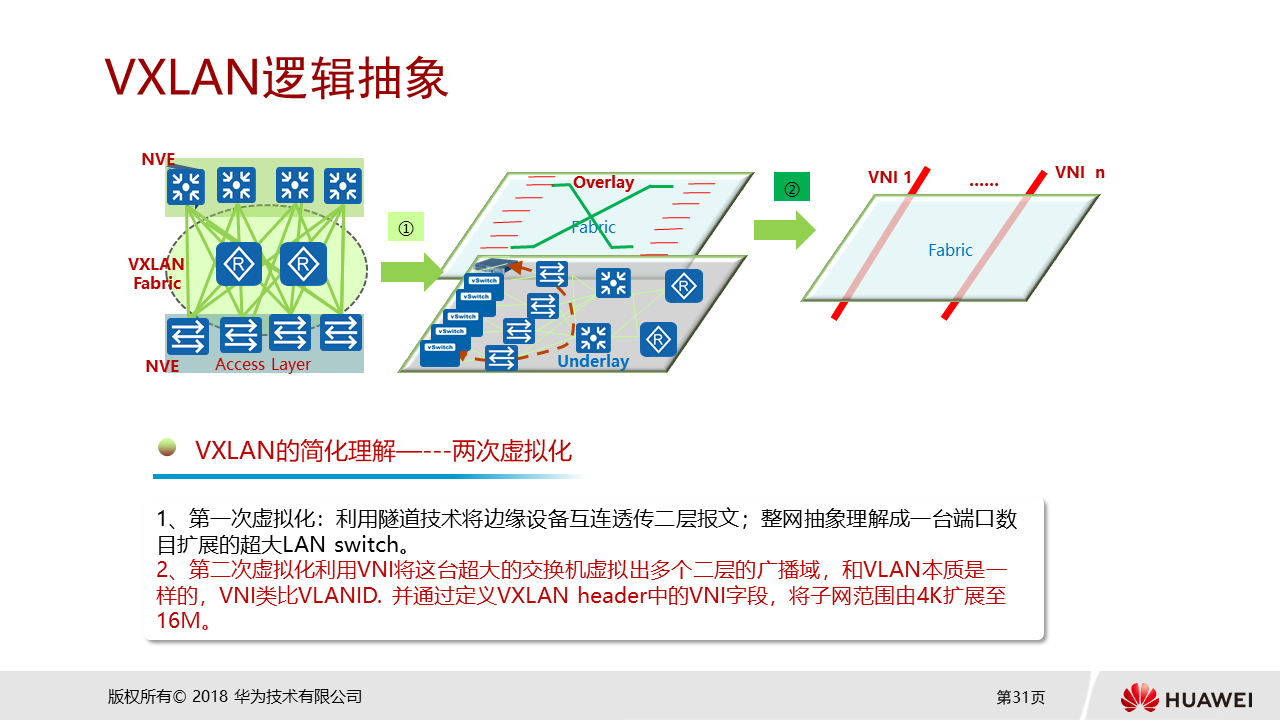 VXLAN逻辑抽象
NVE
VXLAN
Fabric
R
R
NVE
Access Layer
①
Overlay
Fabric
vSwitch
vSwitch
vSwitch
vSwitch
vSwitch
R
R
Underlay
②
VNI 1
......
VNI n
Fabric
VXLAN的简化理解—---两次虚拟化
1、第一次虚拟化：利用隧道技术将边缘设备互连透传二层报文；整网抽象理解成一台端口数
目扩展的超大LAN switch。
2、第二次虚拟化利用VNI将这台超大的交换机虚拟出多个二层的广播域，和VLAN本质是一
样的，VNI类比VLANID. 并通过定义VXLAN header中的VNI字段，将子网范围由4K扩展至
16M。
版权所有© 2018 华为技术有限公司
第31页
HUAWEI